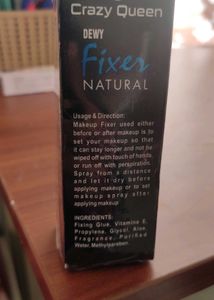 Crazy Queen
DEWY
Fixer
NATURAL
Usage & Direction:
Makeup Fixer used either
before or after makeup is to
set your makeup so that
it can stay longer and not be
wiped off with touch of hands
or run off with perspiration.
Spray from a distance
and let it dry before
applying makeup or to set
makeup spray after
applying makeup
INGREDIENTS:
Fixing Glue, Vitamine E,
Propylene, Glycol, Aloe,
Fragrance, Purified
Water, Methylparaben.